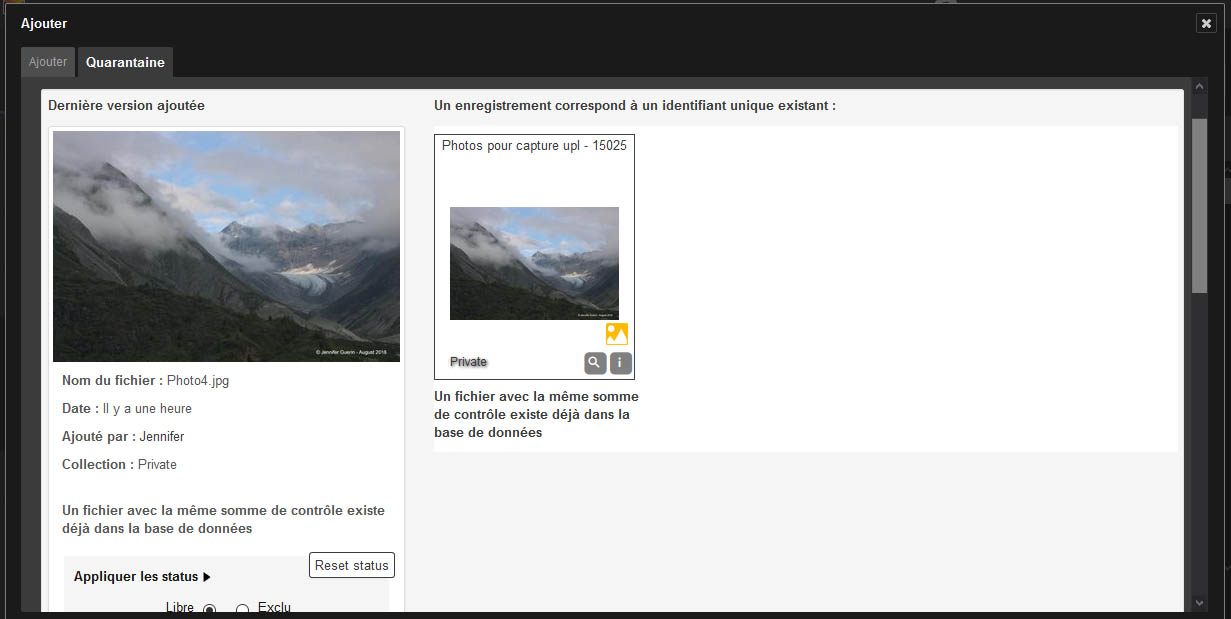 Ajouter
Ajouter
Quarantaine
Dernière version ajoutée
Un enregistrement correspond à un identifiant unique existant :
Photos pour capture upl - 15025
© Jennifer Guerin - August 2018
Private
Nom du fichier : Photo4.jpg
Date : Il y a une heure
Ajouté par : Jennifer
Collection : Private
Un fichier avec la même somme
de contrôle existe déjà dans la
base de données
Un fichier avec la même somme de contrôle existe
déjà dans la base de données
Reset status
Appliquer les status
Libre
Exclu